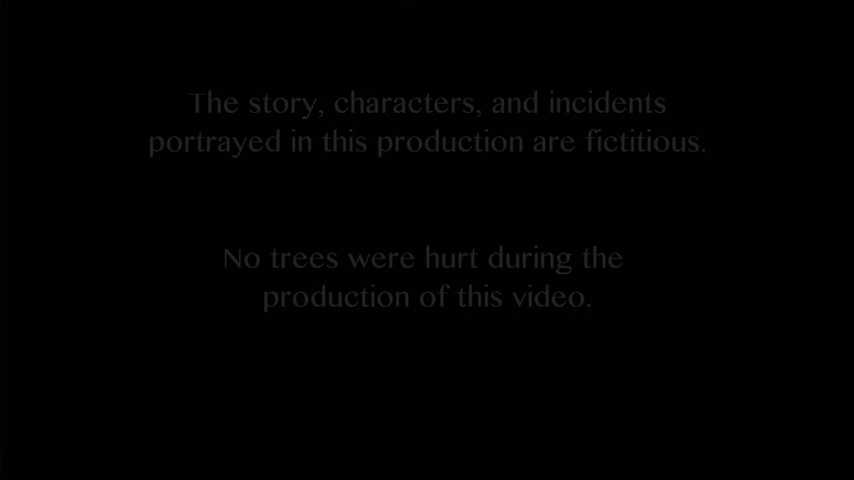 The story, characters, and incidents
portrayed in this production are fictitious.
No trees were hurt during the
production of this video.